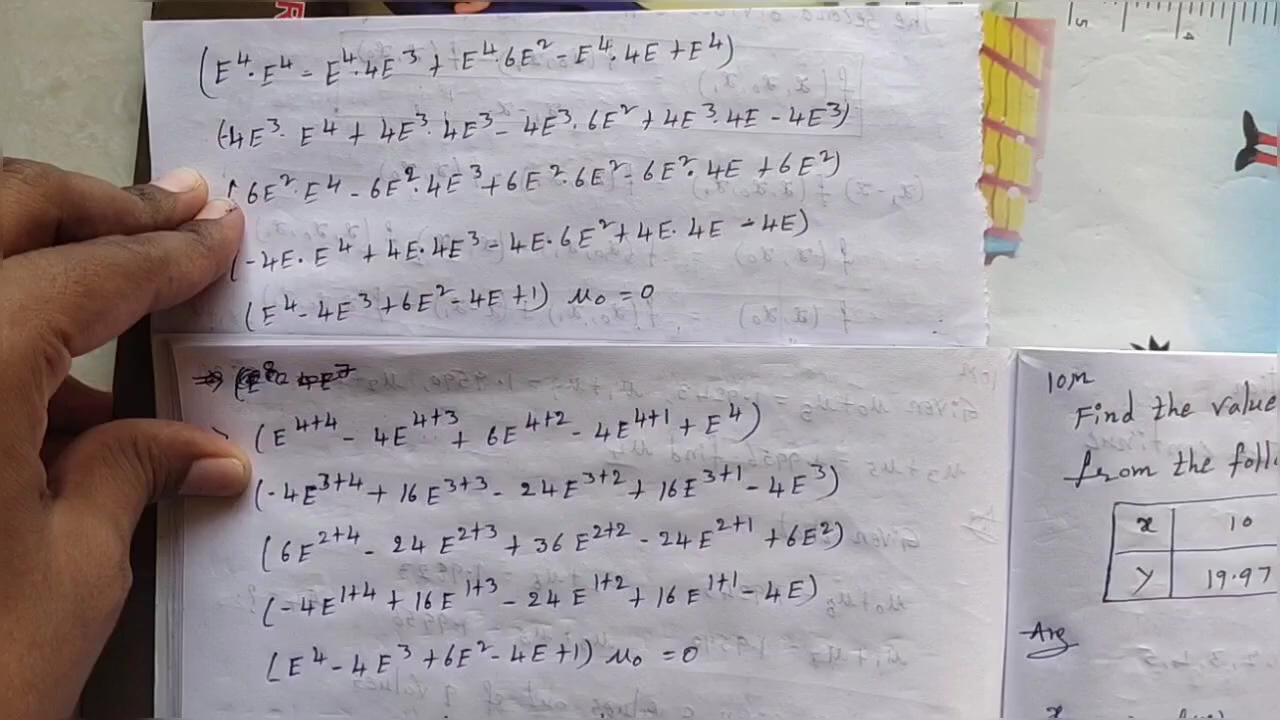 (E⁴·E⁴ - E⁴·4E³ + E⁴·6E² - E⁴·4E + E⁴)
(-4E³·E⁴ + 4E³·4E³ - 4E³·6E² + 4E³·4E - 4E³)
(6E²·E⁴ - 6E²·4E³ + 6E²·6E² - 6E²·4E + 6E²)
(-4E·E⁴ + 4E·4E³ - 4E·6E² + 4E·4E - 4E)
(E⁴ - 4E³ + 6E² - 4E + 1) u₀ = 0
(E⁴⁺⁴ - 4E⁴⁺³ + 6E⁴⁺² - 4E⁴⁺¹ + E⁴)
(-4E³⁺⁴ + 16E³⁺³ - 24E³⁺² + 16E³⁺¹ - 4E³)
(6E²⁺⁴ - 24E²⁺³ + 36E²⁺² - 24E²⁺¹ + 6E²)
(-4E¹⁺⁴ + 16E¹⁺³ - 24E¹⁺² + 16E¹⁺¹ - 4E)
(E⁴ - 4E³ + 6E² - 4E + 1) u₀ = 0
10M
Find the value
from the foll
x 10
y 19.97